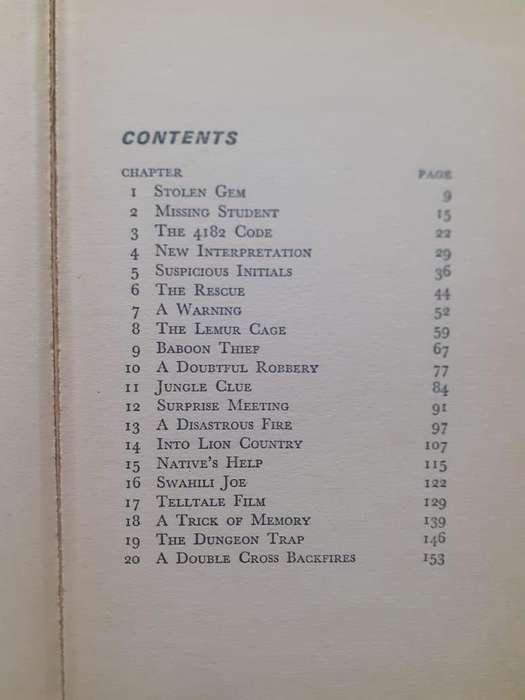 CONTENTS
CHAPTER PAGE
1 STOLEN GEM 9
2 MISSING STUDENT 15
3 THE 4182 CODE 22
4 NEW INTERPRETATION 29
5 SUSPICIOUS INITIALS 36
6 THE RESCUE 44
7 A WARNING 52
8 THE LEMUR CAGE 59
9 BABOON THIEF 67
10 A DOUBTFUL ROBBERY 77
11 JUNGLE CLUE 84
12 SURPRISE MEETING 91
13 A DISASTROUS FIRE 97
14 INTO LION COUNTRY 107
15 NATIVE'S HELP 115
16 SWAHILI JOE 122
17 TELLTALE FILM 129
18 A TRICK OF MEMORY 139
19 THE DUNGEON TRAP 146
20 A DOUBLE CROSS BACKFIRES 153